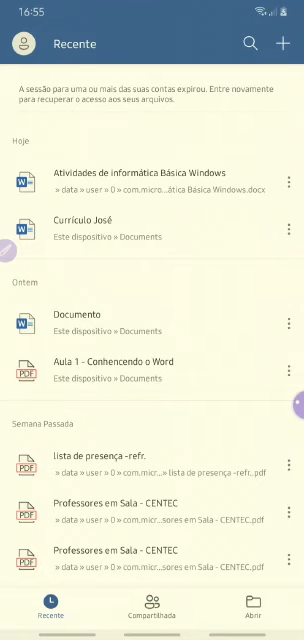 16:55
Recente
A sessão para uma ou mais das suas contas expirou. Entre novamente
para recuperar o acesso aos seus arquivos.
Hoje
Atividades de informática Básica Windows
» data » user » 0 » com.micro...ática Básica Windows.docx
Currículo José
Este dispositivo » Documents
Ontem
Documento
Este dispositivo » Documents
Aula 1 - Conhencendo o Word
Este dispositivo » Documents
Semana Passada
lista de presença -refr.
» data » user » 0 » com.micr...» lista de presença -refr..pdf
Professores em Sala - CENTEC
» data » user » 0 » com.micr...sores em Sala - CENTEC.pdf
Professores em Sala - CENTEC
» data » user » 0 » com.micr...sores em Sala - CENTEC.pdf
Recente
Compartilhada
Abrir